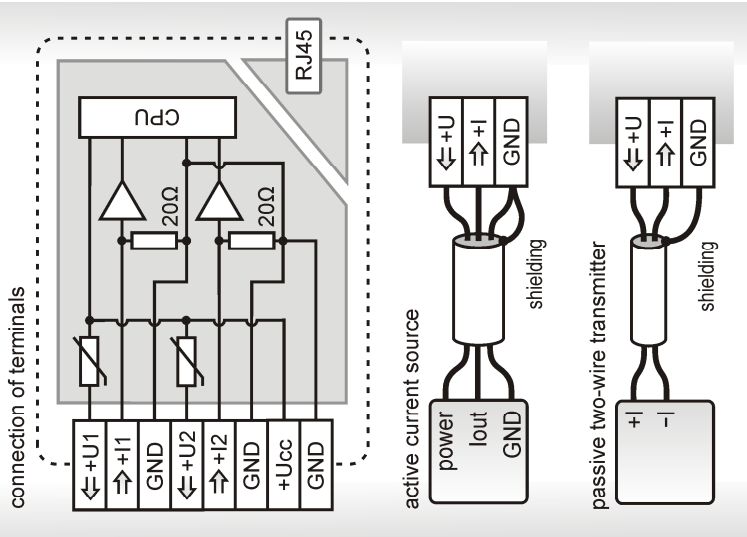 connection of terminals
RJ45
CPU
20Ω
20Ω
⇐ +U1
⇒ +I1
GND
⇐ +U2
⇒ +I2
GND
+Ucc
GND
active current source
⇐ +U
⇒ +I
GND
shielding
power
Iout
GND
passive two-wire transmitter
⇐ +U
⇒ +I
GND
shielding
+I
-I